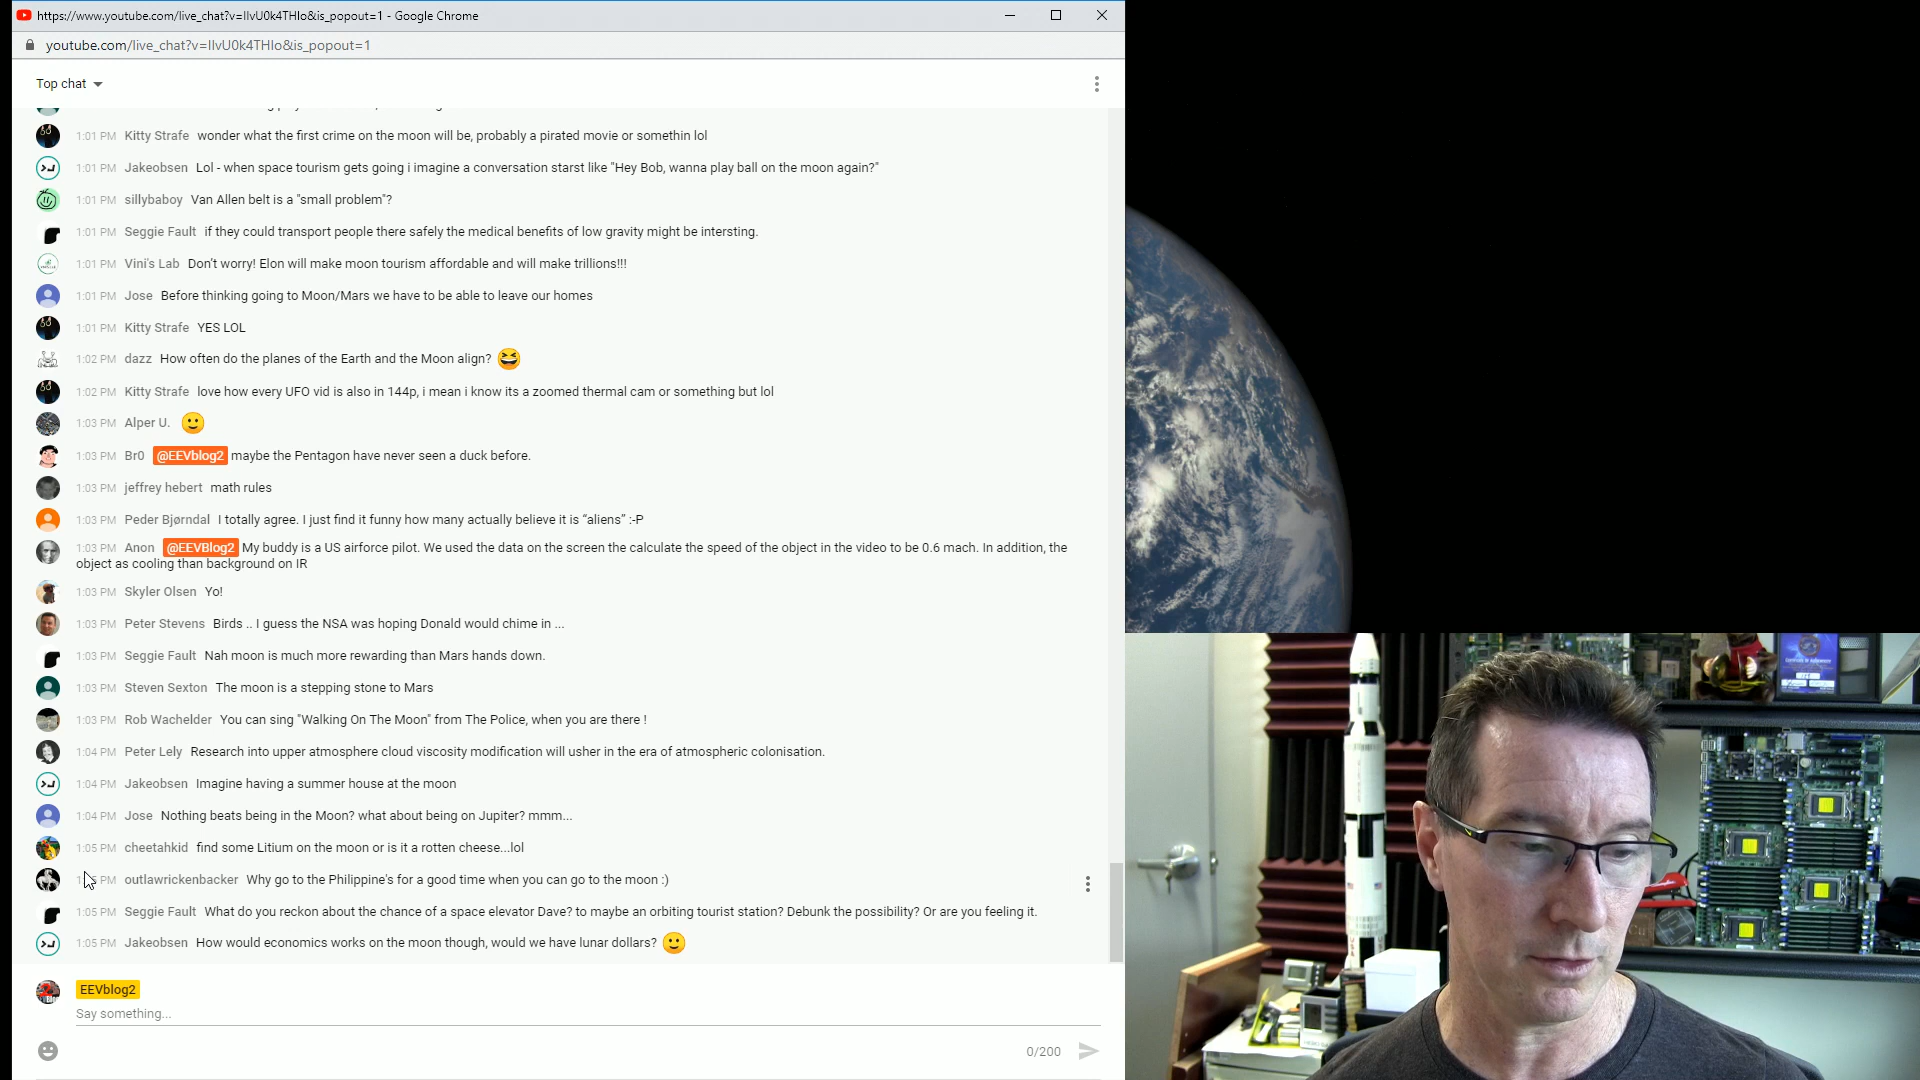 https://www.youtube.com/live_chat?v=IIvU0k4THIo&is_popout=1 - Google Chrome
youtube.com/live_chat?v=IIvU0k4THIo&is_popout=1
Top chat
1:01 PM Kitty Strafe wonder what the first crime on the moon will be, probably a pirated movie or somethin lol
1:01 PM Jakeobsen Lol - when space tourism gets going i imagine a conversation starst like "Hey Bob, wanna play ball on the moon again?"
1:01 PM sillybaboy Van Allen belt is a "small problem"?
1:01 PM Seggie Fault if they could transport people there safely the medical benefits of low gravity might be intersting.
1:01 PM Vini's Lab Don't worry! Elon will make moon tourism affordable and will make trillions!!!
1:01 PM Jose Before thinking going to Moon/Mars we have to be able to leave our homes
1:01 PM Kitty Strafe YES LOL
1:02 PM dazz How often do the planes of the Earth and the Moon align? 😆
1:02 PM Kitty Strafe love how every UFO vid is also in 144p, i mean i know its a zoomed thermal cam or something but lol
1:03 PM Alper U. 🙂
1:03 PM Br0 @EEVblog2 maybe the Pentagon have never seen a duck before.
1:03 PM jeffrey hebert math rules
1:03 PM Peder Bjørndal I totally agree. I just find it funny how many actually believe it is “aliens” :-P
1:03 PM Anon @EEVBlog2 My buddy is a US airforce pilot. We used the data on the screen the calculate the speed of the object in the video to be 0.6 mach. In addition, the
object as cooling than background on IR
1:03 PM Skyler Olsen Yo!
1:03 PM Peter Stevens Birds .. I guess the NSA was hoping Donald would chime in ...
1:03 PM Seggie Fault Nah moon is much more rewarding than Mars hands down.
1:03 PM Steven Sexton The moon is a stepping stone to Mars
1:03 PM Rob Wachelder You can sing "Walking On The Moon" from The Police, when you are there !
1:04 PM Peter Lely Research into upper atmosphere cloud viscosity modification will usher in the era of atmospheric colonisation.
1:04 PM Jakeobsen Imagine having a summer house at the moon
1:04 PM Jose Nothing beats being in the Moon? what about being on Jupiter? mmm...
1:05 PM cheetahkid find some Litium on the moon or is it a rotten cheese...lol
PM outlawrickenbacker Why go to the Philippine's for a good time when you can go to the moon :)
1:05 PM Seggie Fault What do you reckon about the chance of a space elevator Dave? to maybe an orbiting tourist station? Debunk the possibility? Or are you feeling it.
1:05 PM Jakeobsen How would economics works on the moon though, would we have lunar dollars? 🙂
EEVblog2
Say something...
0/200